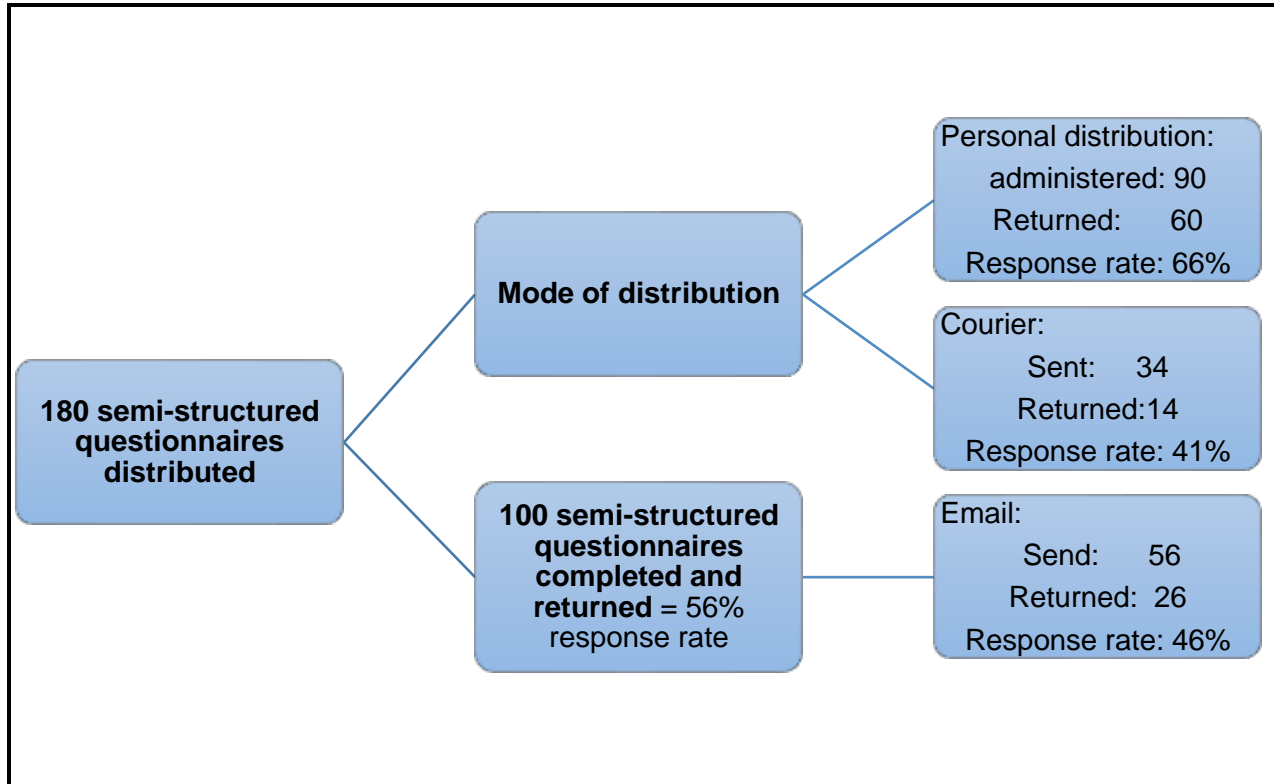 180 semi-structured
questionnaires
distributed
Mode of distribution
100 semi-structured
questionnaires
completed and
returned = 56%
response rate
Personal distribution:
administered: 90
Returned: 60
Response rate: 66%
Courier:
Sent: 34
Returned:14
Response rate: 41%
Email:
Send: 56
Returned: 26
Response rate: 46%